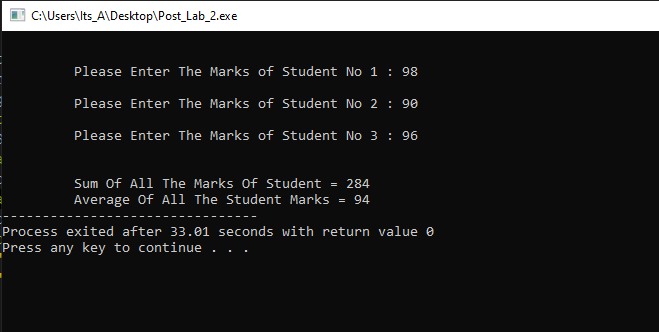 C:\Users\Its_A\Desktop\Post_Lab_2.exe
Please Enter The Marks of Student No 1 : 98
Please Enter The Marks of Student No 2 : 90
Please Enter The Marks of Student No 3 : 96
Sum Of All The Marks Of Student = 284
Average Of All The Student Marks = 94
--------------------------------
Process exited after 33.01 seconds with return value 0
Press any key to continue . . .